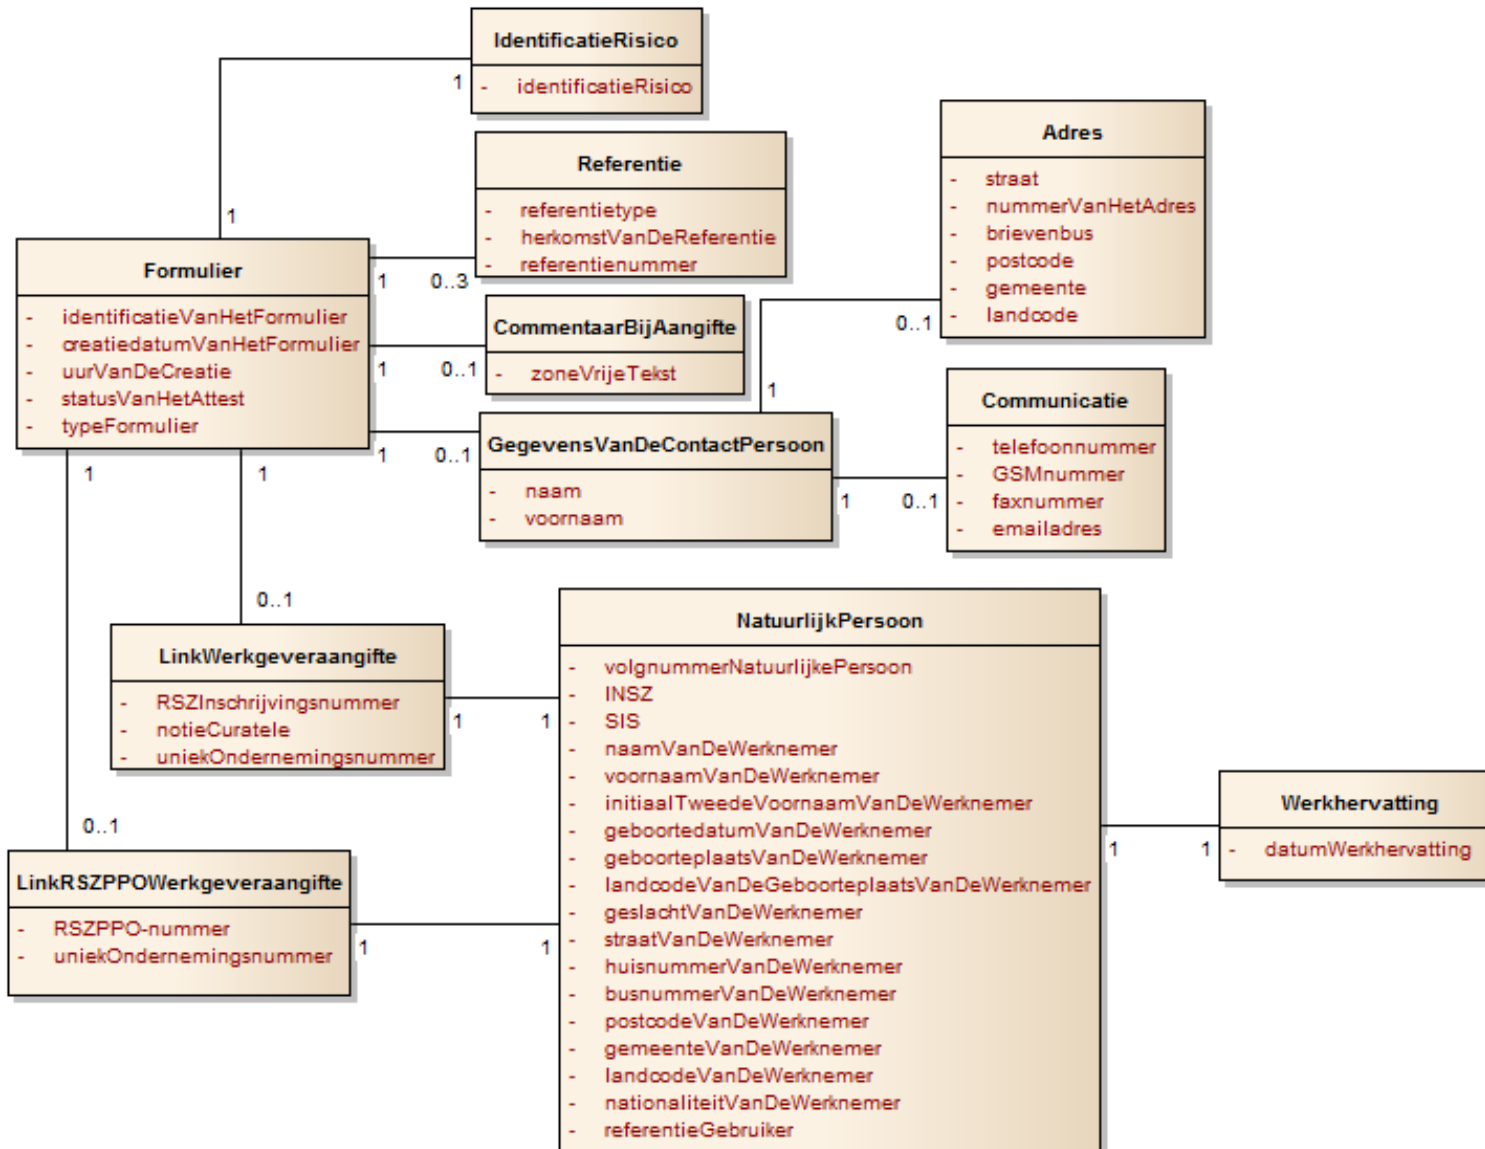 IdentificatieRisico
- identificatieRisico
1
1
Referentie
- referentietype
- herkomstVanDeReferentie
- referentienummer
Adres
- straat
- nummerVanHetAdres
- brievenbus
- postcode
- gemeente
- landcode
Formulier
- identificatieVanHetFormulier
- creatiedatumVanHetFormulier
- uurVanDeCreatie
- statusVanHetAttest
- typeFormulier
1
0..3
CommentaarBijAangifte
- zoneVrijeTekst
1
0..1
0..1
1
GegevensVanDeContactPersoon
- naam
- voornaam
1
0..1
Communicatie
- telefoonnummer
- GSMnummer
- faxnummer
- emailadres
1
0..1
1
1
0..1
LinkWerkgeveraangifte
- RSZInschrijvingsnummer
- notieCuratele
- uniekOndernemingsnummer
1
1
NatuurlijkPersoon
- volgnummerNatuurlijkePersoon
- INSZ
- SIS
- naamVanDeWerknemer
- voornaamVanDeWerknemer
- initiaalTweedeVoornaamVanDeWerknemer
- geboortedatumVanDeWerknemer
- geboorteplaatsVanDeWerknemer
- landcodeVanDeGeboorteplaatsVanDeWerknemer
- geslachtVanDeWerknemer
- straatVanDeWerknemer
- huisnummerVanDeWerknemer
- busnummerVanDeWerknemer
- postcodeVanDeWerknemer
- gemeenteVanDeWerknemer
- landcodeVanDeWerknemer
- nationaliteitVanDeWerknemer
- referentieGebruiker
1
1
Werkhervatting
- datumWerkhervatting
0..1
LinkRSZPPOWerkgeveraangifte
- RSZPPO-nummer
- uniekOndernemingsnummer
1
1